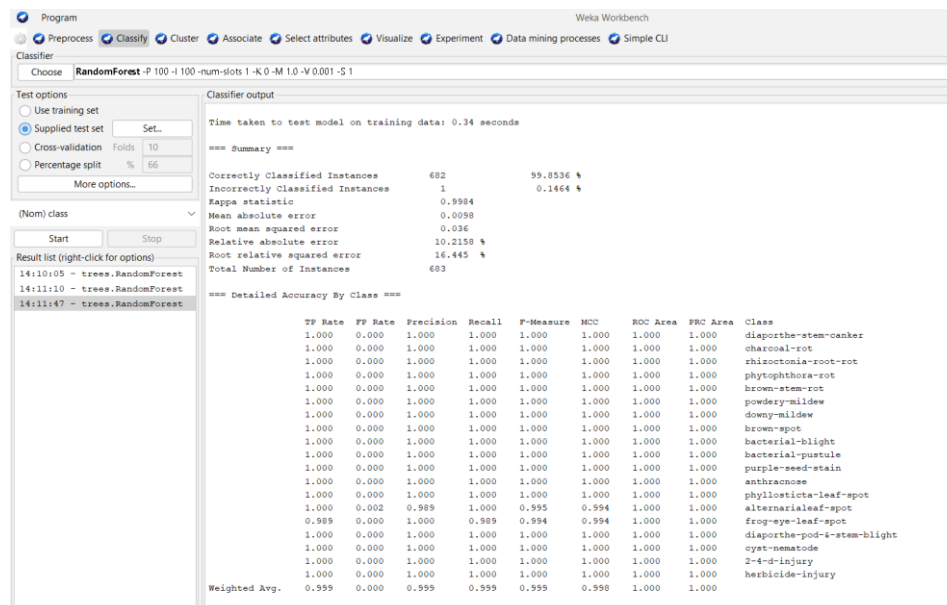 Program Weka Workbench
Preprocess Classify Cluster Associate Select attributes Visualize Experiment Data mining processes Simple CLI
Classifier
Choose RandomForest -P 100 -I 100 -num-slots 1 -K 0 -M 1.0 -V 0.001 -S 1
Test options
Use training set
Supplied test set Set...
Cross-validation Folds 10
Percentage split % 66
More options...
(Nom) class
Start Stop
Result list (right-click for options)
14:10:05 - trees.RandomForest
14:11:10 - trees.RandomForest
14:11:47 - trees.RandomForest
Classifier output
Time taken to test model on training data: 0.34 seconds
=== Summary ===
Correctly Classified Instances 682 99.8536 %
Incorrectly Classified Instances 1 0.1464 %
Kappa statistic 0.9984
Mean absolute error 0.0098
Root mean squared error 0.036
Relative absolute error 10.2158 %
Root relative squared error 16.445 %
Total Number of Instances 683
=== Detailed Accuracy By Class ===
TP Rate FP Rate Precision Recall F-Measure MCC ROC Area PRC Area Class
1.000 0.000 1.000 1.000 1.000 1.000 1.000 1.000 diaporthe-stem-canker
1.000 0.000 1.000 1.000 1.000 1.000 1.000 1.000 charcoal-rot
1.000 0.000 1.000 1.000 1.000 1.000 1.000 1.000 rhizoctonia-root-rot
1.000 0.000 1.000 1.000 1.000 1.000 1.000 1.000 phytophthora-rot
1.000 0.000 1.000 1.000 1.000 1.000 1.000 1.000 brown-stem-rot
1.000 0.000 1.000 1.000 1.000 1.000 1.000 1.000 powdery-mildew
1.000 0.000 1.000 1.000 1.000 1.000 1.000 1.000 downy-mildew
1.000 0.000 1.000 1.000 1.000 1.000 1.000 1.000 brown-spot
1.000 0.000 1.000 1.000 1.000 1.000 1.000 1.000 bacterial-blight
1.000 0.000 1.000 1.000 1.000 1.000 1.000 1.000 bacterial-pustule
1.000 0.000 1.000 1.000 1.000 1.000 1.000 1.000 purple-seed-stain
1.000 0.000 1.000 1.000 1.000 1.000 1.000 1.000 anthracnose
1.000 0.000 1.000 1.000 1.000 1.000 1.000 1.000 phyllosticta-leaf-spot
1.000 0.002 0.989 1.000 0.995 0.994 1.000 1.000 alternarialeaf-spot
0.989 0.000 1.000 0.989 0.994 0.994 1.000 1.000 frog-eye-leaf-spot
1.000 0.000 1.000 1.000 1.000 1.000 1.000 1.000 diaporthe-pod-&-stem-blight
1.000 0.000 1.000 1.000 1.000 1.000 1.000 1.000 cyst-nematode
1.000 0.000 1.000 1.000 1.000 1.000 1.000 1.000 2-4-d-injury
1.000 0.000 1.000 1.000 1.000 1.000 1.000 1.000 herbicide-injury
Weighted Avg. 0.999 0.000 0.999 0.999 0.999 0.998 1.000 1.000